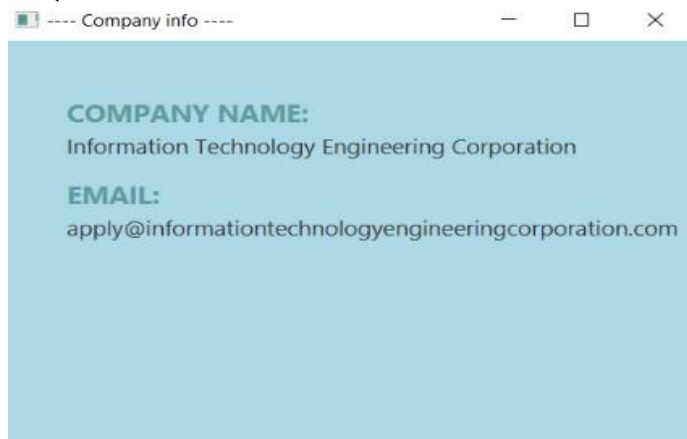 ---- Company info ----
COMPANY NAME:
Information Technology Engineering Corporation
EMAIL:
apply@informationtechnologyengineeringcorporation.com